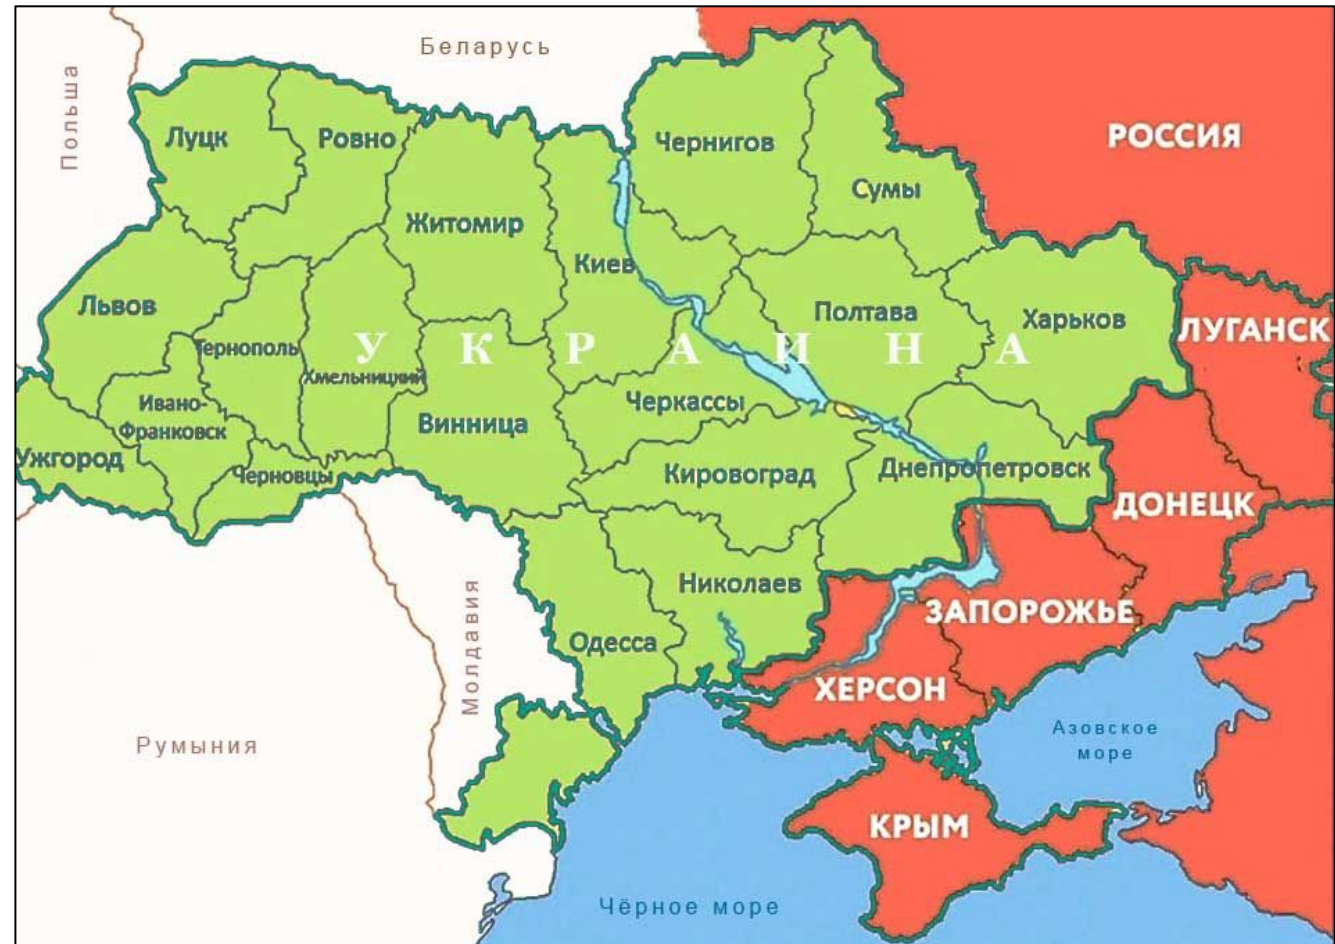 Беларусь
Польша
РОССИЯ
Луцк
Ровно
Чернигов
Сумы
Житомир
Киев
Львов
Полтава
Харьков
ЛУГАНСК
Тернополь
УКРАИНА
Хмельницкий
Ивано-
Франковск
Черкассы
Винница
Ужгород
Черновцы
Кировоград
Днепропетровск
ДОНЕЦК
Николаев
ЗАПОРОЖЬЕ
Одесса
Молдавия
ХЕРСОН
Румыния
Азовское
море
КРЫМ
Чёрное море